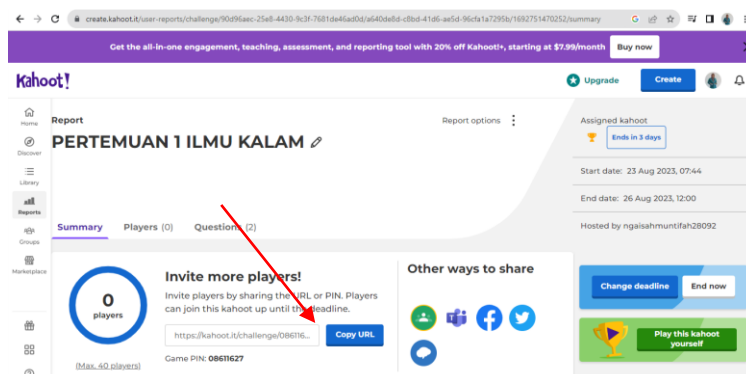 create.kahoot.it/user-reports/challenge/90d96aec-25e8-4430-9c3f-7681de46ad0d/a640de8d-c8bd-41d6-ae5d-96cfa1a7295b/1692751470252/summary
Get the all-in-one engagement, teaching, assessment, and reporting tool with 20% off Kahoot!+, starting at $7.99/month
Buy now
Kahoot!
Upgrade
Create
Home
Discover
Library
Reports
Groups
Marketplace
Report
Report options
PERTEMUAN 1 ILMU KALAM
Summary
Players (0)
Questions (2)
0
players
(Max. 40 players)
Invite more players!
Invite players by sharing the URL or PIN. Players
can join this kahoot up until the deadline.
https://kahoot.it/challenge/086116...
Copy URL
Game PIN: 08611627
Other ways to share
Assigned kahoot
Ends in 3 days
Start date: 23 Aug 2023, 07:44
End date: 26 Aug 2023, 12:00
Hosted by ngaisahmuntifah28092
Change deadline
End now
Play this kahoot
yourself